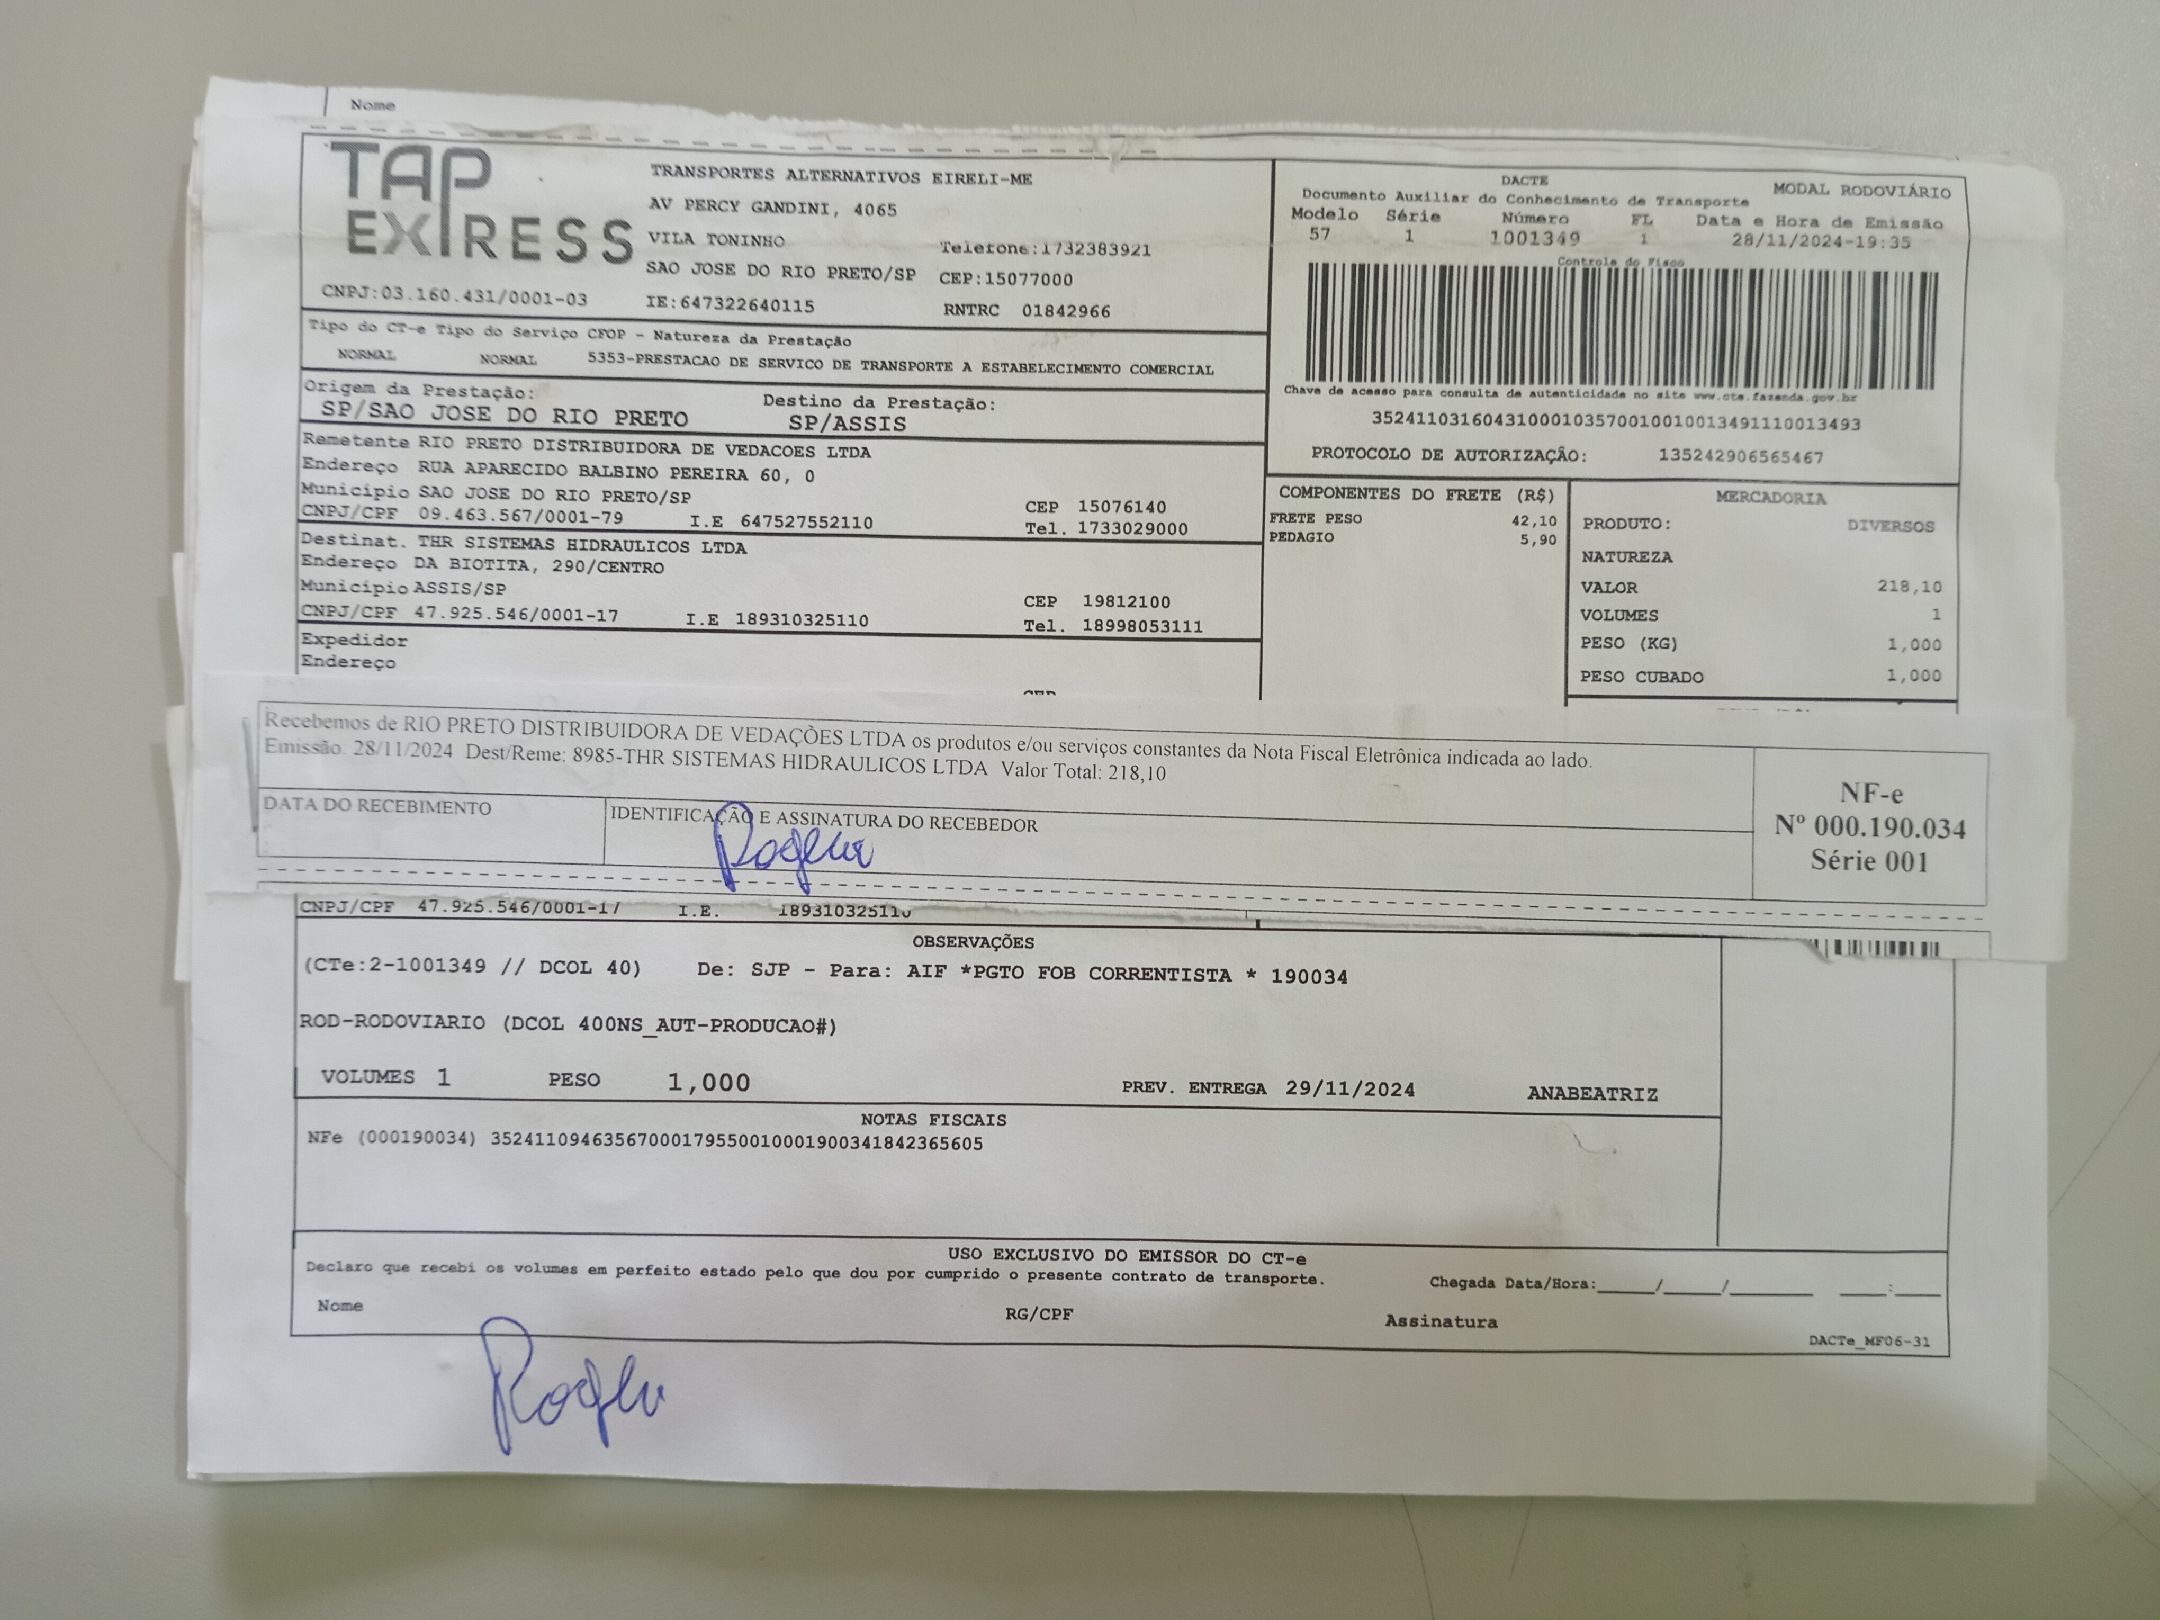 Nome
TAP EXPRESS
TRANSPORTES ALTERNATIVOS EIRELI-ME
AV PERCY GANDINI, 4065
VILA TONINHO Telefone:1732383921
SAO JOSE DO RIO PRETO/SP CEP:15077000
CNPJ:03.160.431/0001-03 IE:647322640115 RNTRC 01842966
DACTE MODAL RODOVIÁRIO
Documento Auxiliar do Conhecimento de Transporte
Modelo Série Número FL Data e Hora de Emissão
57 1 1001349 1 28/11/2024-19:35
Controle do Fisco
Chave de acesso para consulta de autenticidade no site www.cte.fazenda.gov.br
35241103160431000103570010010013491110013493
PROTOCOLO DE AUTORIZAÇÃO: 135242906565467
Tipo do CT-e Tipo do Serviço CFOP - Natureza da Prestação
NORMAL NORMAL 5353-PRESTACAO DE SERVICO DE TRANSPORTE A ESTABELECIMENTO COMERCIAL
Origem da Prestação: Destino da Prestação:
SP/SAO JOSE DO RIO PRETO SP/ASSIS
Remetente RIO PRETO DISTRIBUIDORA DE VEDACOES LTDA
Endereço RUA APARECIDO BALBINO PEREIRA 60, 0
Município SAO JOSE DO RIO PRETO/SP CEP 15076140
CNPJ/CPF 09.463.567/0001-79 I.E 647527552110 Tel. 1733029000
Destinat. THR SISTEMAS HIDRAULICOS LTDA
Endereço DA BIOTITA, 290/CENTRO
Município ASSIS/SP CEP 19812100
CNPJ/CPF 47.925.546/0001-17 I.E 189310325110 Tel. 18998053111
Expedidor
Endereço
COMPONENTES DO FRETE (R$)
FRETE PESO 42,10
PEDAGIO 5,90
MERCADORIA
PRODUTO: DIVERSOS
NATUREZA
VALOR 218,10
VOLUMES 1
PESO (KG) 1,000
PESO CUBADO 1,000
Recebemos de RIO PRETO DISTRIBUIDORA DE VEDAÇÕES LTDA os produtos e/ou serviços constantes da Nota Fiscal Eletrônica indicada ao lado.
Emissão: 28/11/2024 Dest/Reme: 8985-THR SISTEMAS HIDRAULICOS LTDA Valor Total: 218,10
DATA DO RECEBIMENTO IDENTIFICAÇÃO E ASSINATURA DO RECEBEDOR
NF-e
Nº 000.190.034
Série 001
CNPJ/CPF 47.925.546/0001-17 I.E. 189310325110
OBSERVAÇÕES
(CTe:2-1001349 // DCOL 40) De: SJP - Para: AIF *PGTO FOB CORRENTISTA * 190034
ROD-RODOVIARIO (DCOL 400NS_AUT-PRODUCAO#)
VOLUMES 1 PESO 1,000 PREV. ENTREGA 29/11/2024 ANABEATRIZ
NOTAS FISCAIS
NFe (000190034) 35241109463567000179550010001900341842365605
USO EXCLUSIVO DO EMISSOR DO CT-e
Declaro que recebi os volumes em perfeito estado pelo que dou por cumprido o presente contrato de transporte. Chegada Data/Hora:_____/_____/_______ ____:____
Nome RG/CPF Assinatura
DACTe_MF06-31